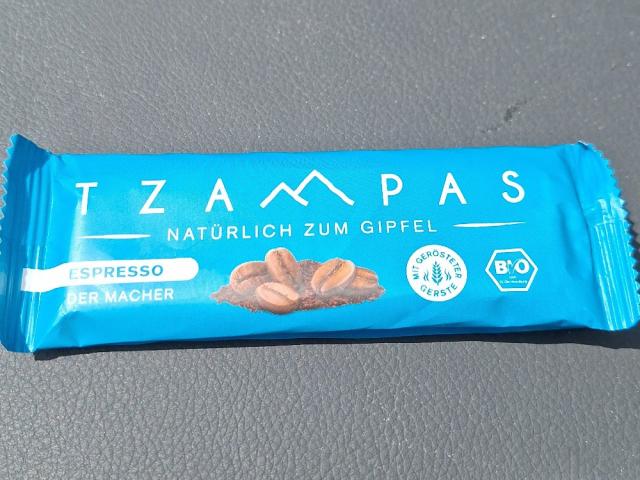 TZAMPAS
NATÜRLICH ZUM GIPFEL
ESPRESSO
DER MACHER
MIT GERÖSTETER
GERSTE
BIO